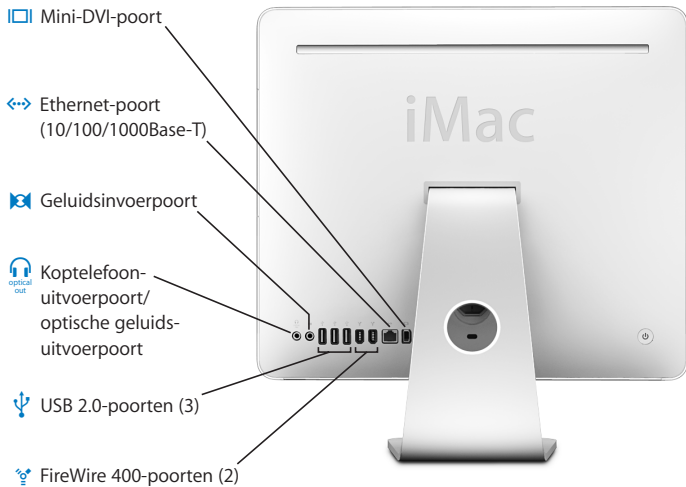 Mini-DVI-poort
Ethernet-poort
(10/100/1000Base-T)
Geluidsinvoerpoort
optical
out
Koptelefoon-
uitvoerpoort/
optische geluids-
uitvoerpoort
USB 2.0-poorten (3)
FireWire 400-poorten (2)
iMac